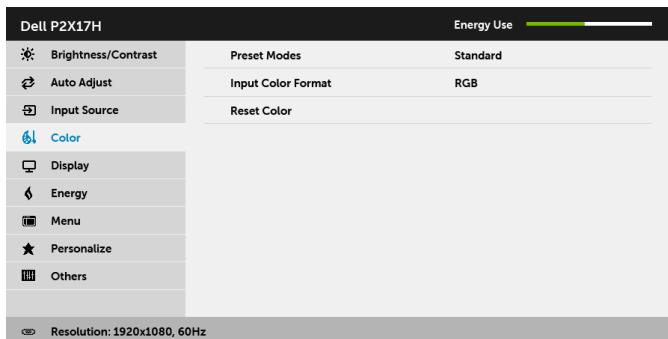 Dell P2X17H Energy Use
Brightness/Contrast Preset Modes Standard
Auto Adjust Input Color Format RGB
Input Source Reset Color
Color
Display
Energy
Menu
Personalize
Others
Resolution: 1920x1080, 60Hz